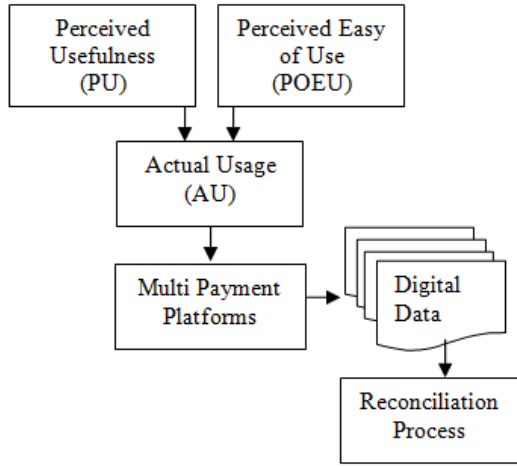 Perceived
Usefulness
(PU)
Perceived Easy
of Use
(POEU)
Actual Usage
(AU)
Multi Payment
Platforms
Digital
Data
Reconciliation
Process